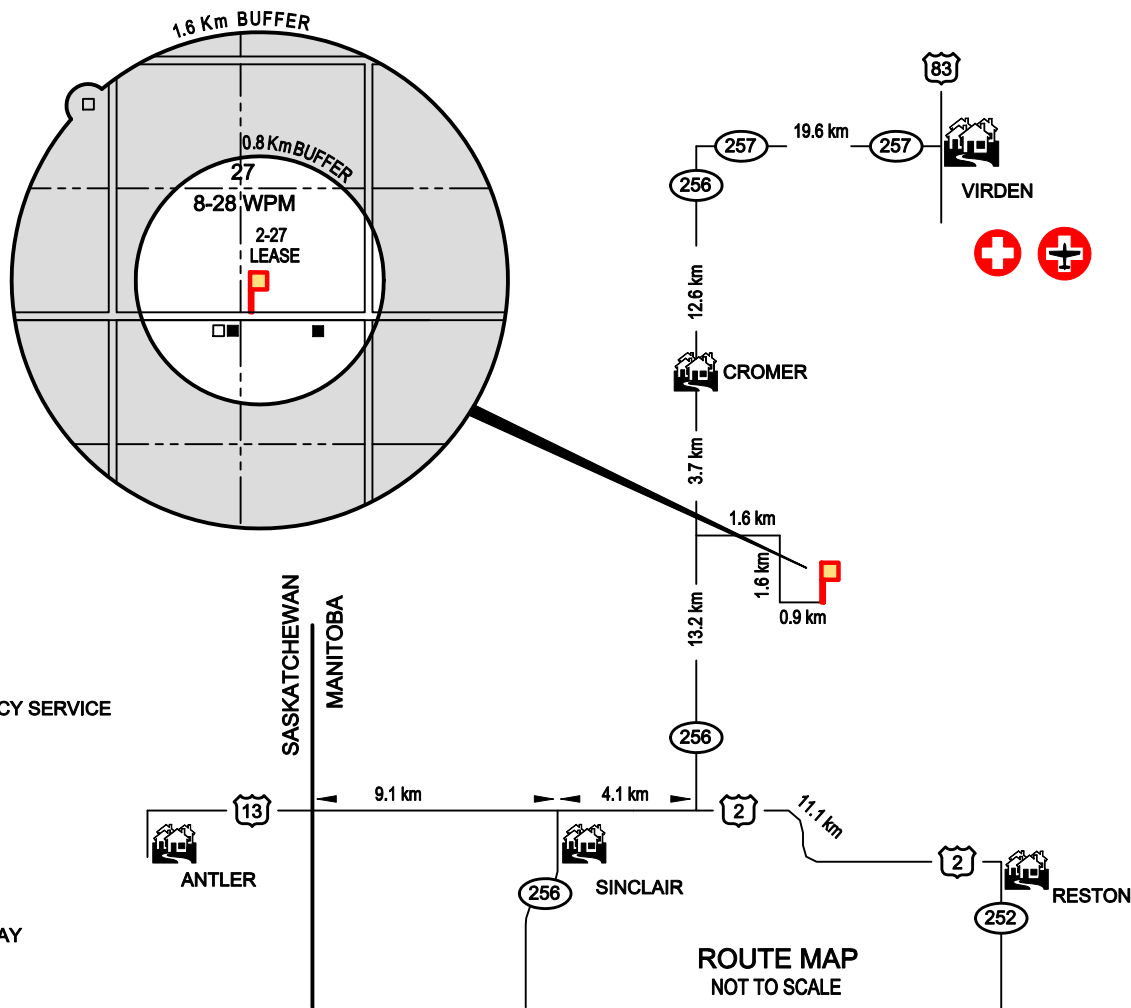 1.6 Km BUFFER
0.8 Km BUFFER
27
8-28 WPM
2-27
LEASE
83
257
19.6 km
257
256
VIRDEN
12.6 km
CROMER
3.7 km
1.6 km
1.6 km
0.9 km
13.2 km
SASKATCHEWAN
MANITOBA
CY SERVICE
256
9.1 km
4.1 km
13
2
11.1 km
2
ANTLER
SINCLAIR
256
RESTON
252
AY
ROUTE MAP
NOT TO SCALE